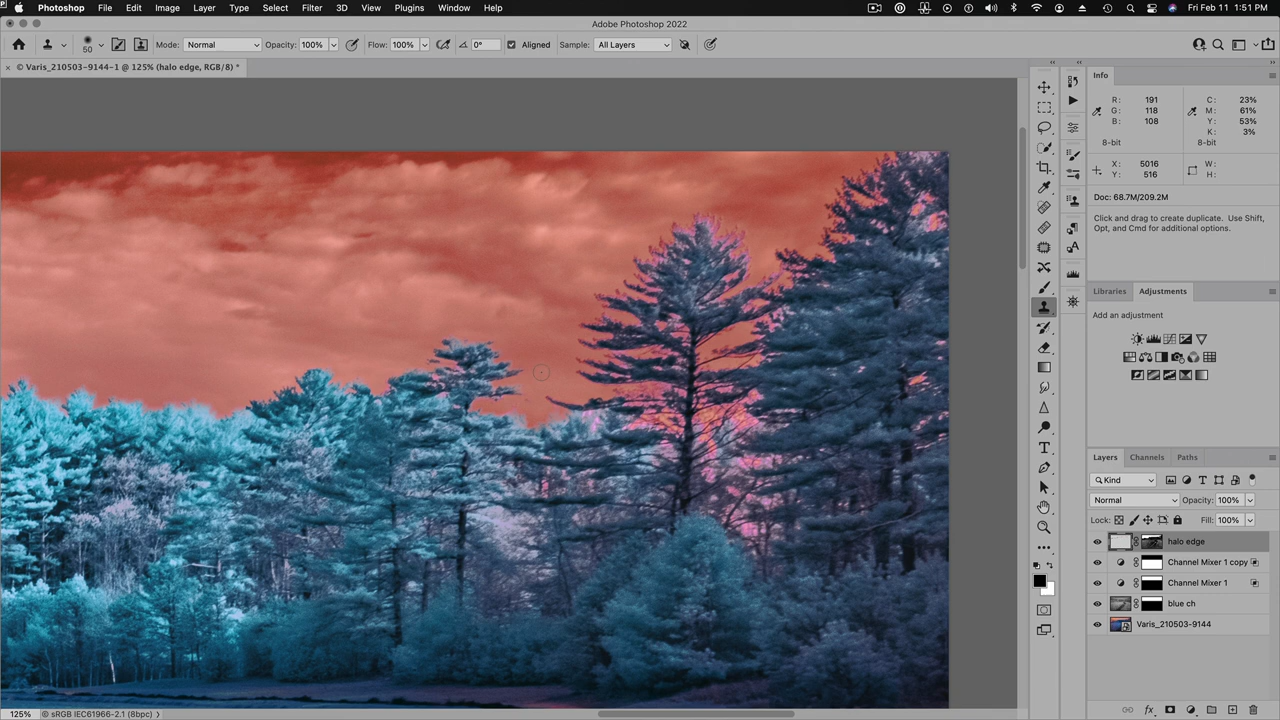 Photoshop File Edit Image Layer Type Select Filter 3D View Plugins Window Help Fri Feb 11 1:51 PM
Adobe Photoshop 2022
50 Mode: Normal Opacity: 100% Flow: 100% 0° Aligned Sample: All Layers
× © Varis_210503-9144-1 @ 125% (halo edge, RGB/8) *
Info
R: 191 C: 23%
G: 118 M: 61%
B: 108 Y: 53%
K: 3%
8-bit 8-bit
X: 5016 W:
Y: 516 H:
Doc: 68.7M/209.2M
Click and drag to create duplicate. Use Shift,
Opt, and Cmd for additional options.
Libraries Adjustments
Add an adjustment
Layers Channels Paths
Kind
Normal Opacity: 100%
Lock: Fill: 100%
halo edge
Channel Mixer 1 copy
Channel Mixer 1
blue ch
Varis_210503-9144
fx
125% © sRGB IEC61966-2.1 (8bpc)